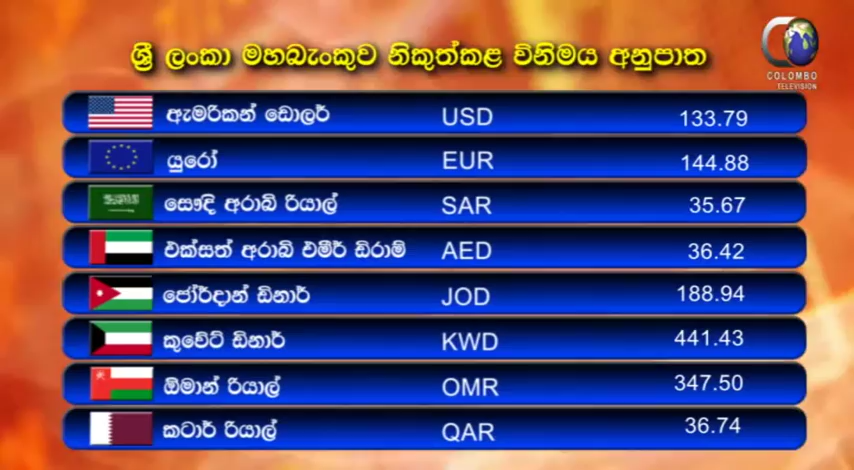 ශ්‍රී ලංකා මහබැංකුව නිකුත්කළ විනිමය අනුපාත
COLOMBO
TELEVISION
ඇමරිකන් ඩොලර් USD 133.79
යුරෝ EUR 144.88
සෞදි අරාබි රියාල් SAR 35.67
එක්සත් අරාබි එමීර් ඩිරාම් AED 36.42
ජෝර්දාන් ඩිනාර් JOD 188.94
කුවේට් ඩිනාර් KWD 441.43
ඕමාන් රියාල් OMR 347.50
කටාර් රියාල් QAR 36.74